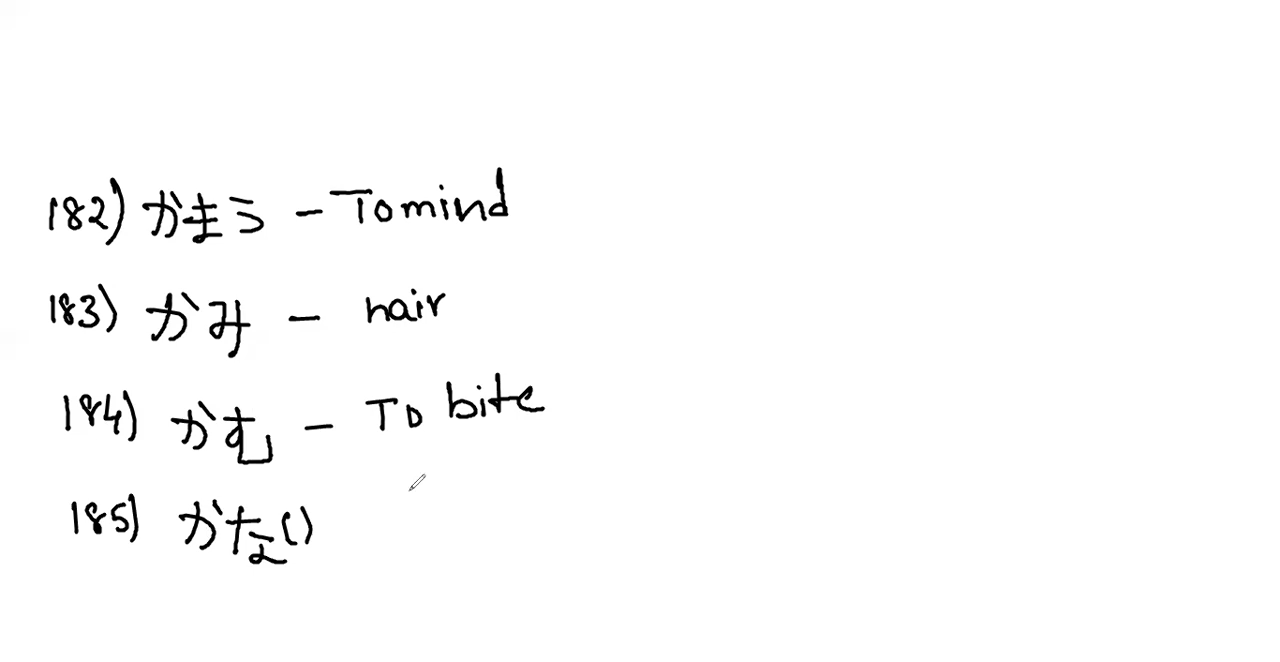 182) かまう – To mind
183) かみ – hair
184) かむ – To bite
185) かない